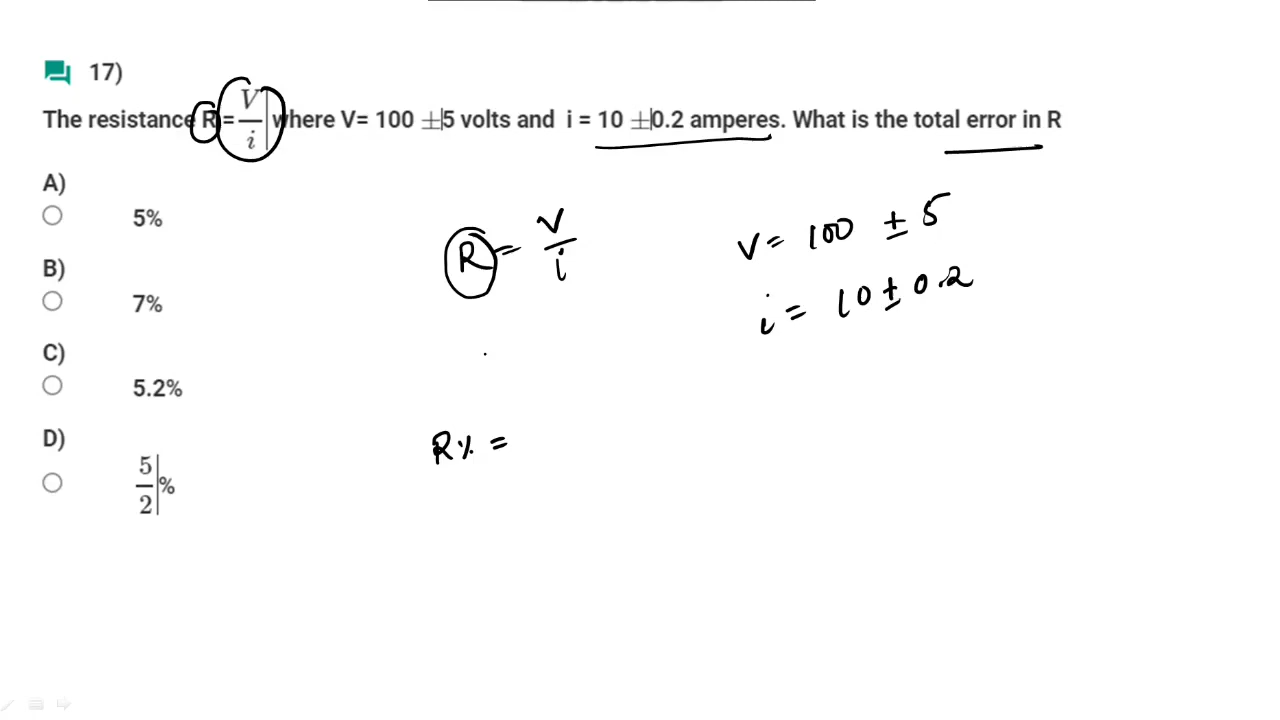 17)
The resistance R = V/i where V= 100 ±5 volts and i = 10 ±0.2 amperes. What is the total error in R
A)
5%
B)
7%
C)
5.2%
D)
5/2 %
R = V/i
V = 100 ± 5
i = 10 ± 0.2
R% =